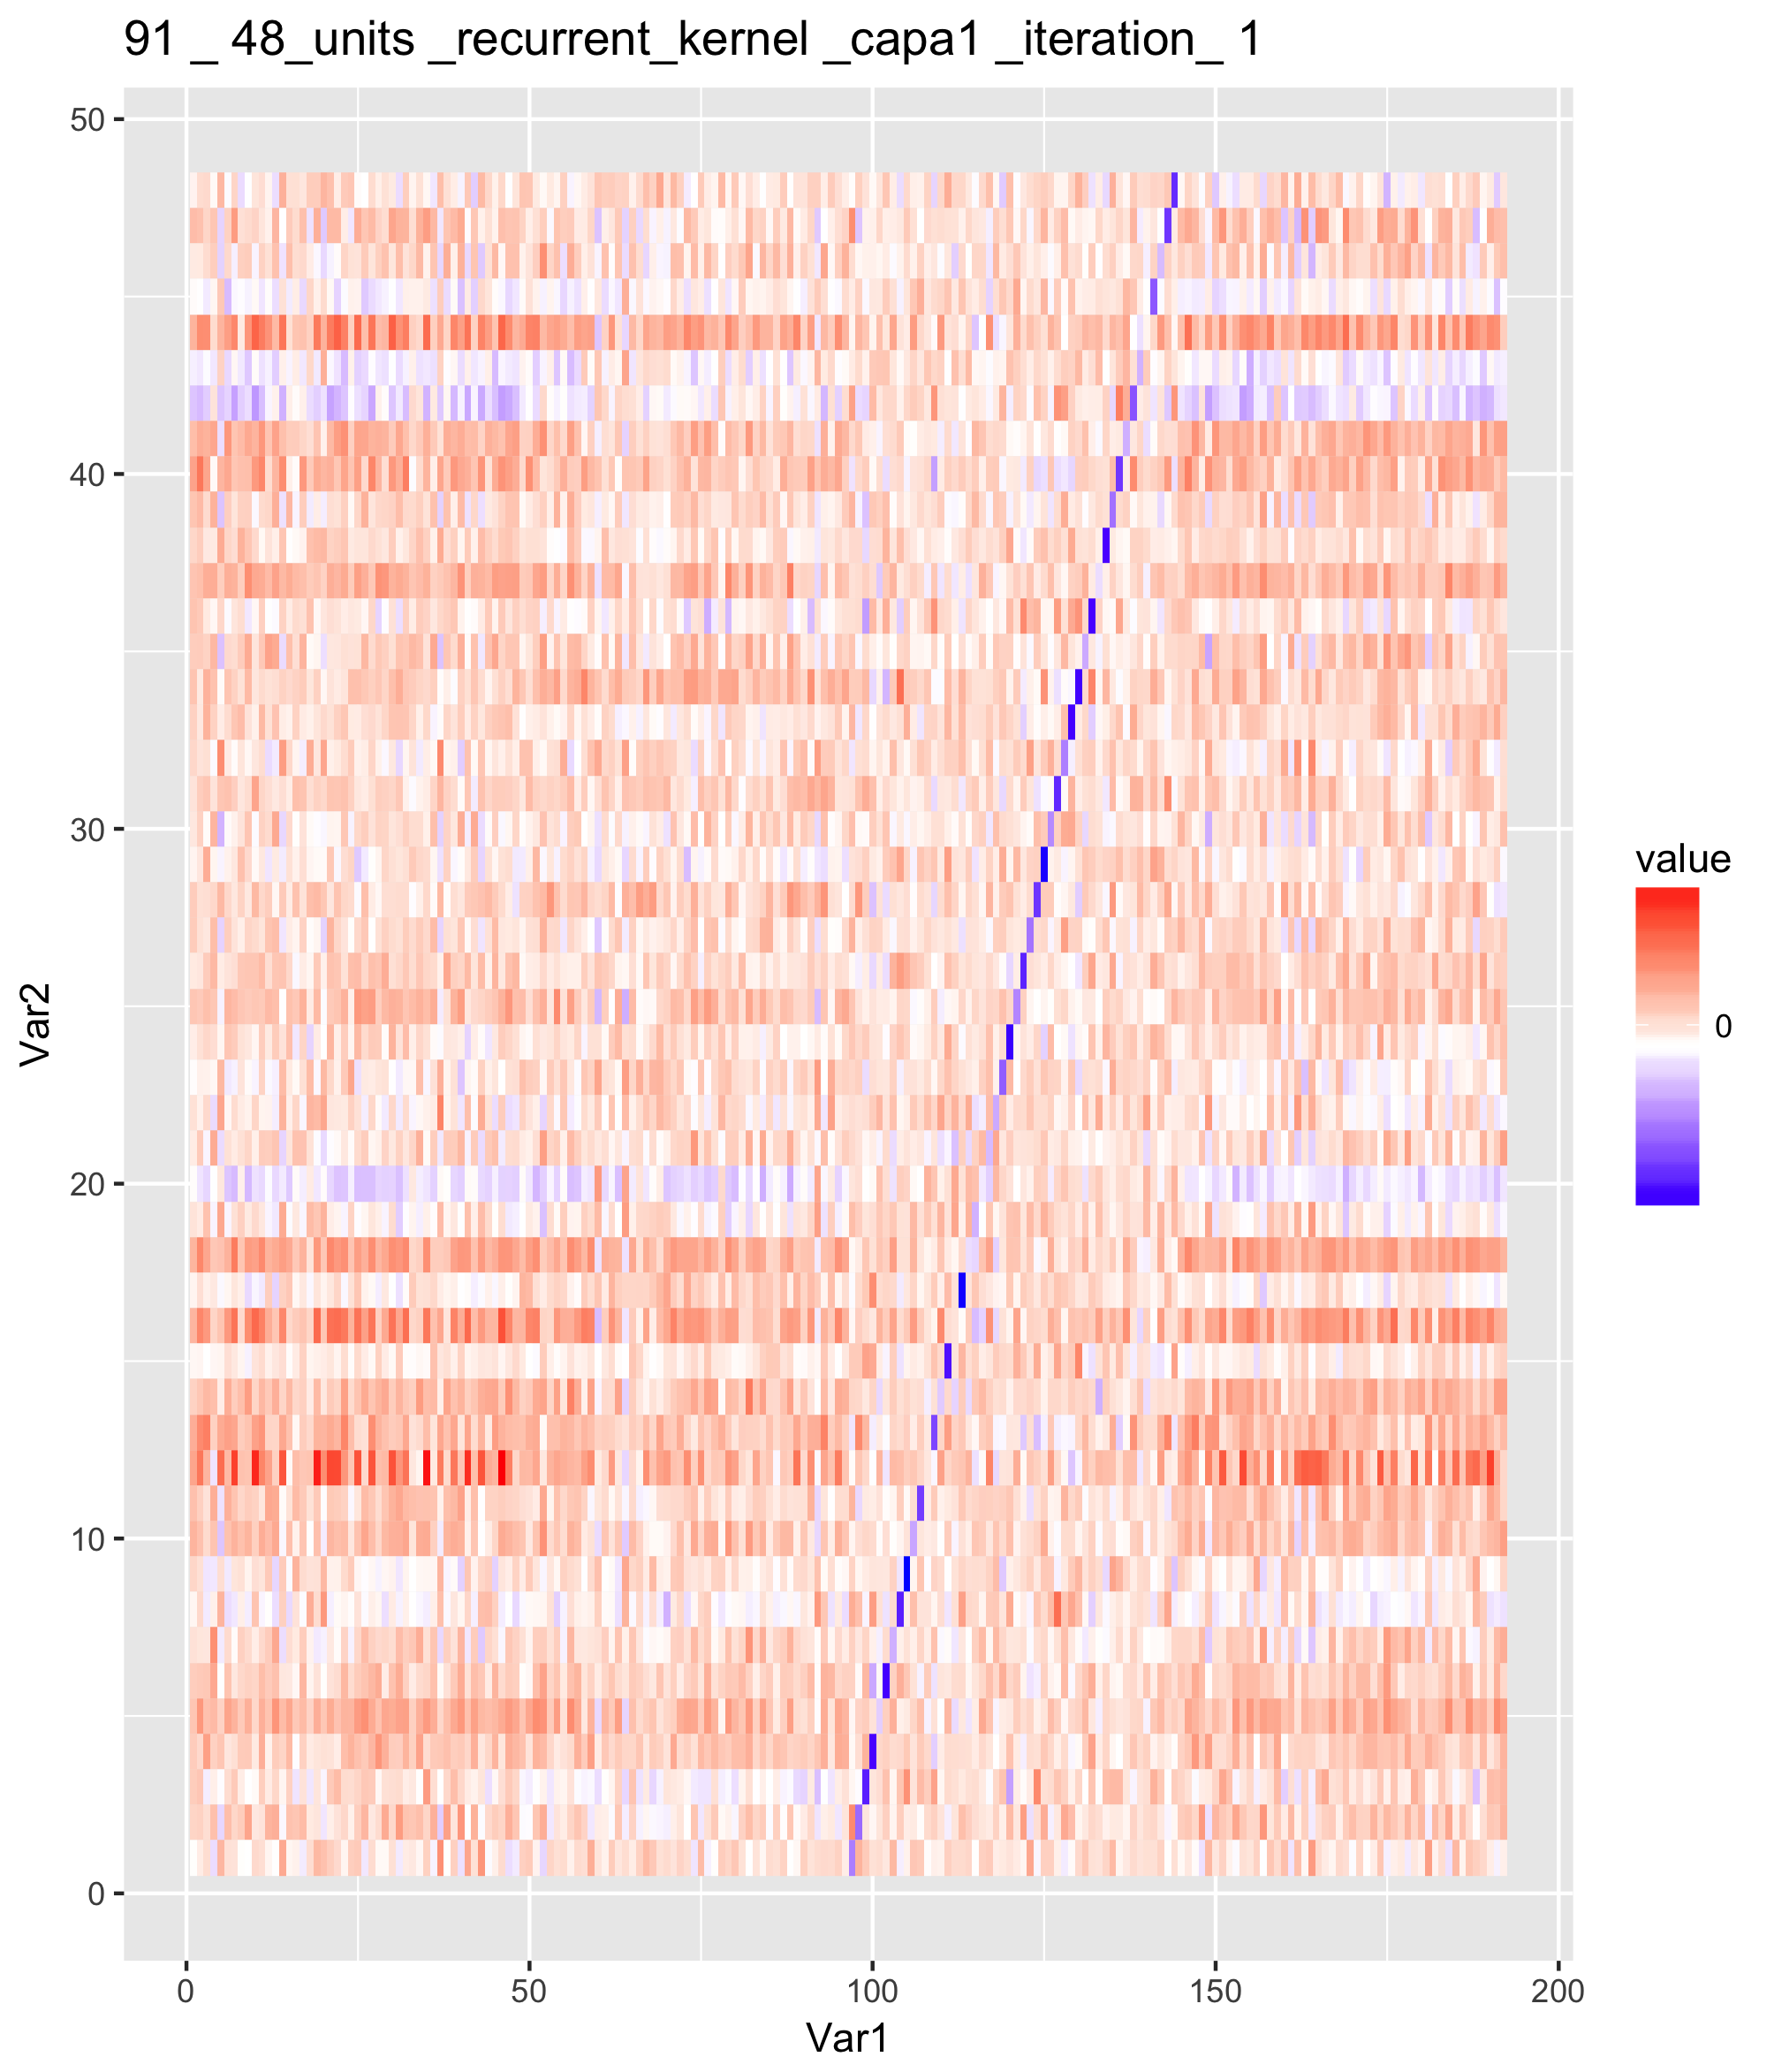 91 _ 48_units _recurrent_kernel _capa1 _iteration_ 1
50
40
30
20
10
0
Var2
0 50 100 150 200
Var1
value
0